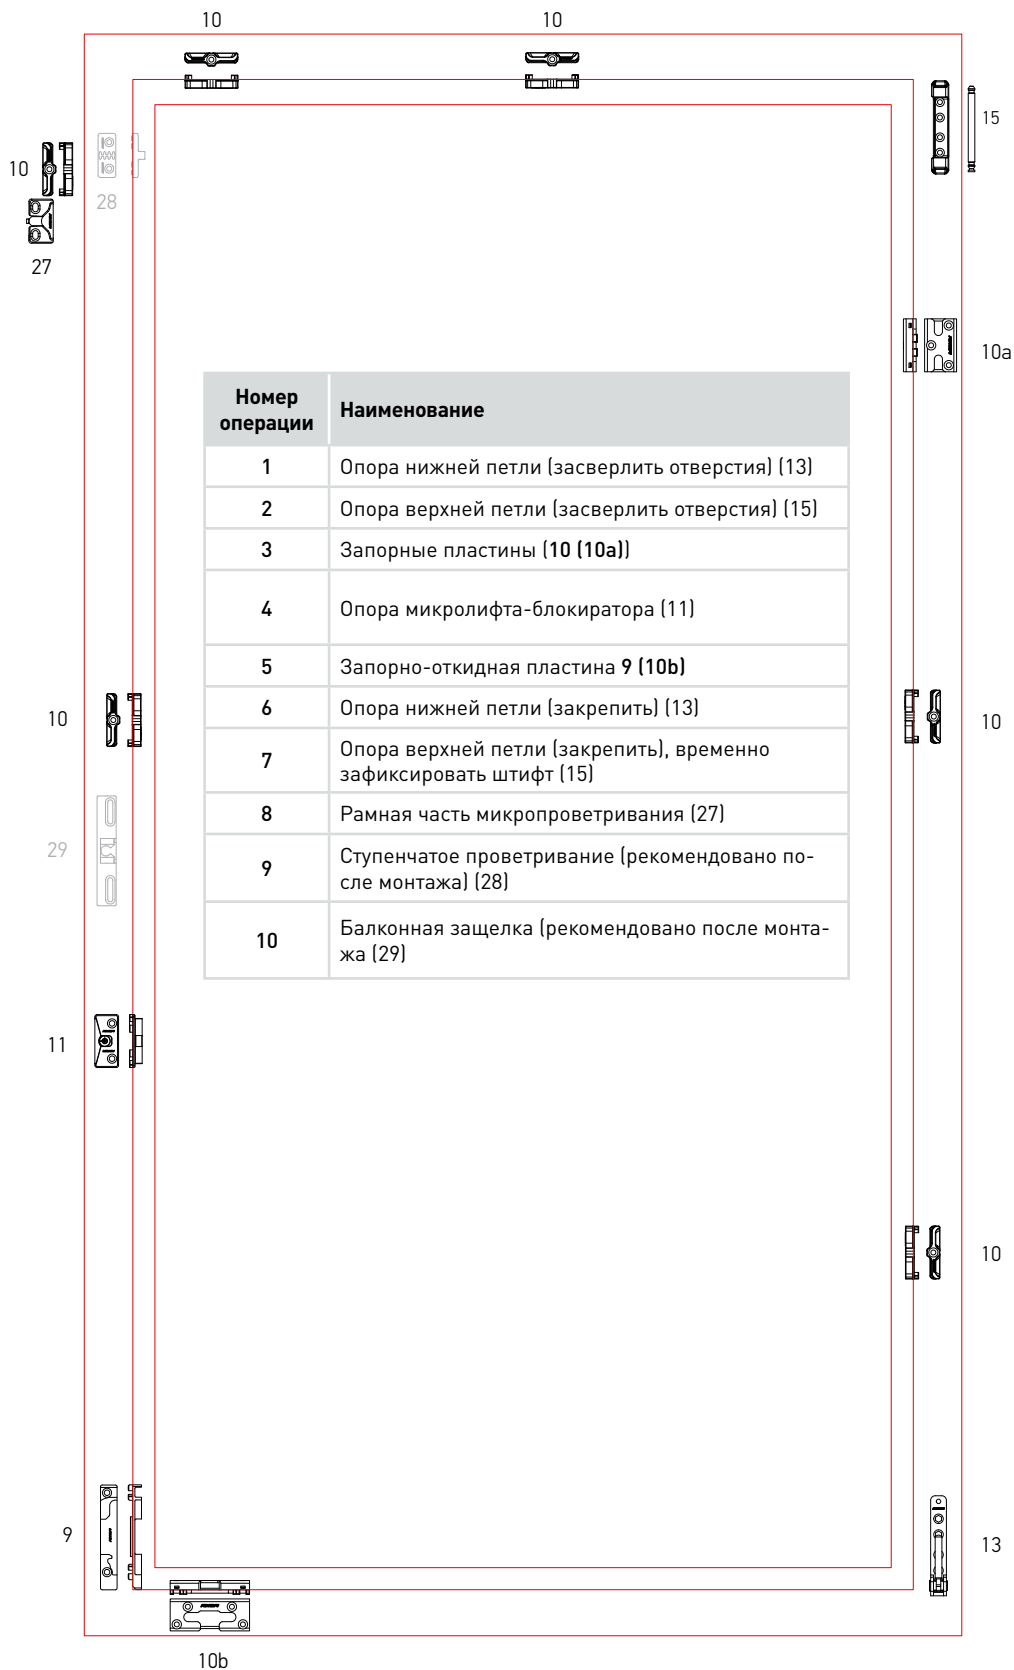 10
10
15
10
28
27
10a
Номер
операции
Наименование
1
Опора нижней петли (засверлить отверстия) (13)
2
Опора верхней петли (засверлить отверстия) (15)
3
Запорные пластины (10 (10a))
4
Опора микролифта-блокиратора (11)
5
Запорно-откидная пластина 9 (10b)
6
Опора нижней петли (закрепить) (13)
7
Опора верхней петли (закрепить), временно
зафиксировать штифт (15)
8
Рамная часть микропроветривания (27)
9
Ступенчатое проветривание (рекомендовано по-
сле монтажа) (28)
10
Балконная защелка (рекомендовано после монта-
жа (29)
10
10
29
11
10
9
13
10b